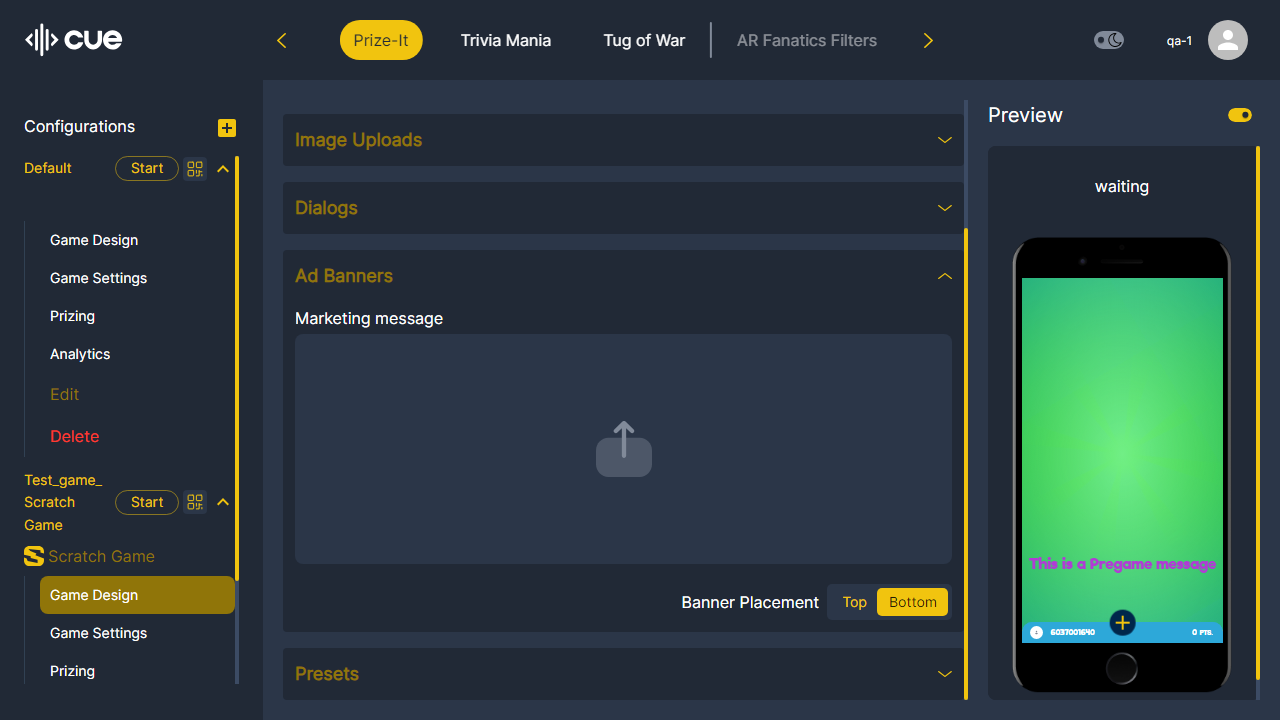 cue
Prize-It
Trivia Mania
Tug of War
AR Fanatics Filters
qa-1
Configurations
Default
Start
Game Design
Game Settings
Prizing
Analytics
Edit
Delete
Test_game_
Scratch
Game
Start
Scratch Game
Game Design
Game Settings
Prizing
Image Uploads
Dialogs
Ad Banners
Marketing message
Banner Placement
Top
Bottom
Presets
Preview
waiting
This is a Pregame message
6037001640
0 PTS.